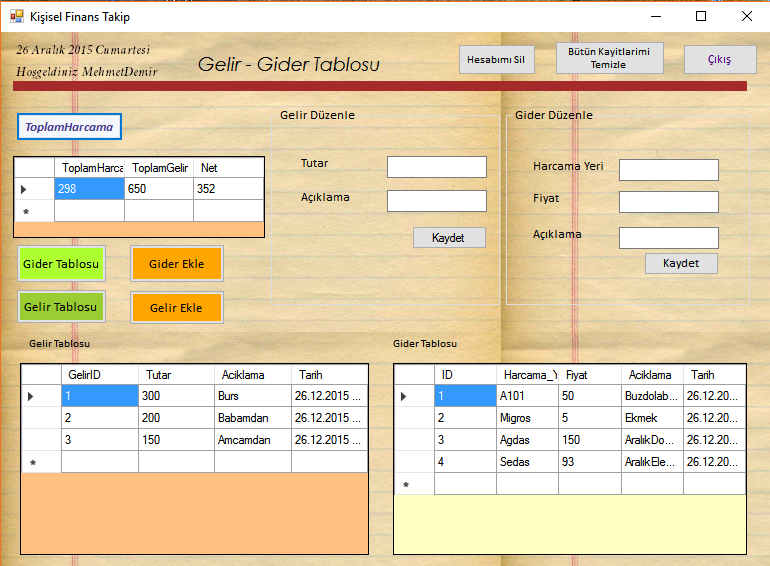 Kişisel Finans Takip
26 Aralık 2015 Cumartesi
Hoşgeldiniz MehmetDemir
Gelir - Gider Tablosu
Hesabımı Sil
Bütün Kayitlarimi
Temizle
Çıkış
ToplamHarcama
ToplamHarca ToplamGelir Net
298 650 352
Gider Tablosu
Gider Ekle
Gelir Tablosu
Gelir Ekle
Gelir Düzenle
Tutar
Açıklama
Kaydet
Gider Düzenle
Harcama Yeri
Fiyat
Açıklama
Kaydet
Gelir Tablosu
GelirID Tutar Aciklama Tarih
1 300 Burs 26.12.2015 ...
2 200 Babamdan 26.12.2015 ...
3 150 Amcamdan 26.12.2015 ...
Gider Tablosu
ID Harcama_Y Fiyat Aciklama Tarih
1 A101 50 Buzdolab... 26.12.20...
2 Migros 5 Ekmek 26.12.20...
3 Agdas 150 AralıkDo... 26.12.20...
4 Sedas 93 AralıkEle... 26.12.20...